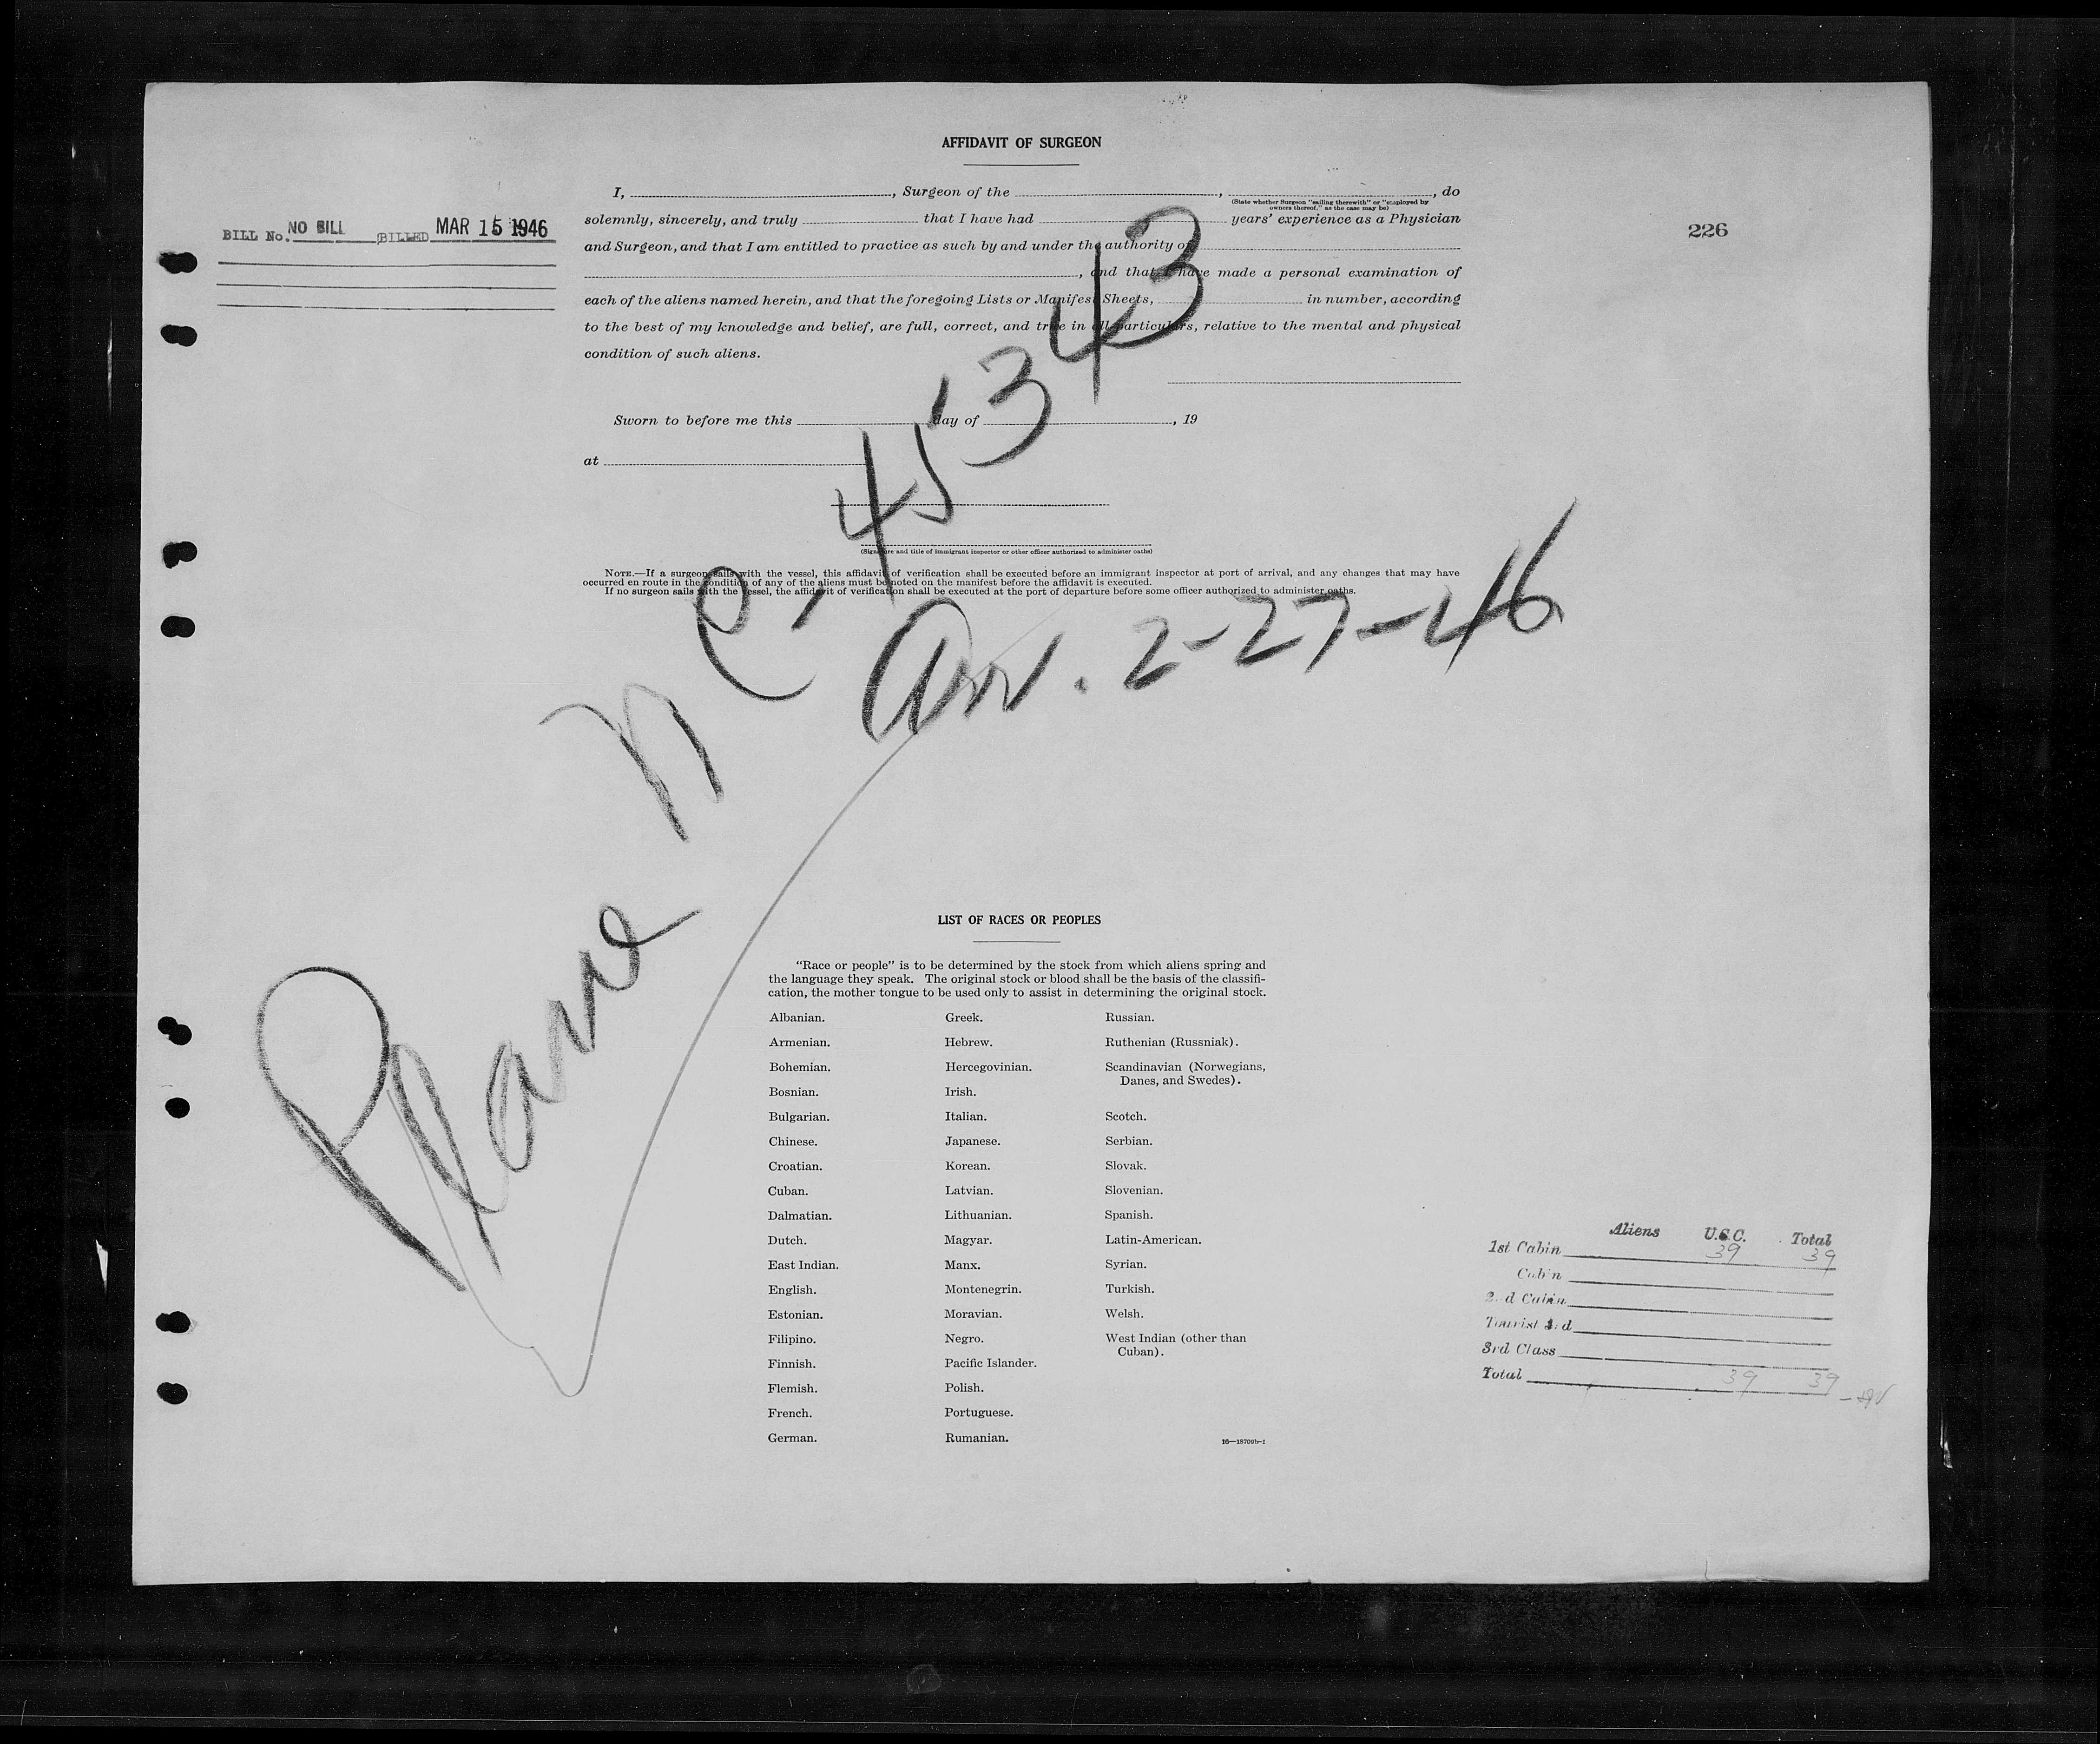 AFFIDAVIT OF SURGEON
I, , Surgeon of the , , do
(State whether Surgeon "sailing therewith" or "employed by
owners thereof," as the case may be)
solemnly, sincerely, and truly that I have had years' experience as a Physician
and Surgeon, and that I am entitled to practice as such by and under the authority of
, and that I have made a personal examination of
each of the aliens named herein, and that the foregoing Lists or Manifest Sheets, in number, according
to the best of my knowledge and belief, are full, correct, and true in all particulars, relative to the mental and physical
condition of such aliens.
BILL No. NO BILL BILLED MAR 15 1946
226
Sworn to before me this day of , 19
at
(Signature and title of immigrant inspector or other officer authorized to administer oaths)
NOTE.—If a surgeon sails with the vessel, this affidavit of verification shall be executed before an immigrant inspector at port of arrival, and any changes that may have
occurred en route in the condition of any of the aliens must be noted on the manifest before the affidavit is executed.
If no surgeon sails with the vessel, the affidavit of verification shall be executed at the port of departure before some officer authorized to administer oaths.
Plane NC-45343
Arr. 2-27-46
LIST OF RACES OR PEOPLES
"Race or people" is to be determined by the stock from which aliens spring and
the language they speak. The original stock or blood shall be the basis of the classifi-
cation, the mother tongue to be used only to assist in determining the original stock.
Albanian. Greek. Russian.
Armenian. Hebrew. Ruthenian (Russniak).
Bohemian. Hercegovinian. Scandinavian (Norwegians,
Danes, and Swedes).
Bosnian. Irish.
Bulgarian. Italian. Scotch.
Chinese. Japanese. Serbian.
Croatian. Korean. Slovak.
Cuban. Latvian. Slovenian.
Dalmatian. Lithuanian. Spanish.
Dutch. Magyar. Latin-American.
East Indian. Manx. Syrian.
English. Montenegrin. Turkish.
Estonian. Moravian. Welsh.
Filipino. Negro. West Indian (other than
Cuban).
Finnish. Pacific Islander.
Flemish. Polish.
French. Portuguese.
German. Rumanian.
16—18709b-1
Aliens U.S.C. Total
1st Cabin 39 39
Cabin
2nd Cabin
Tourist 3rd
3rd Class
Total 39 39